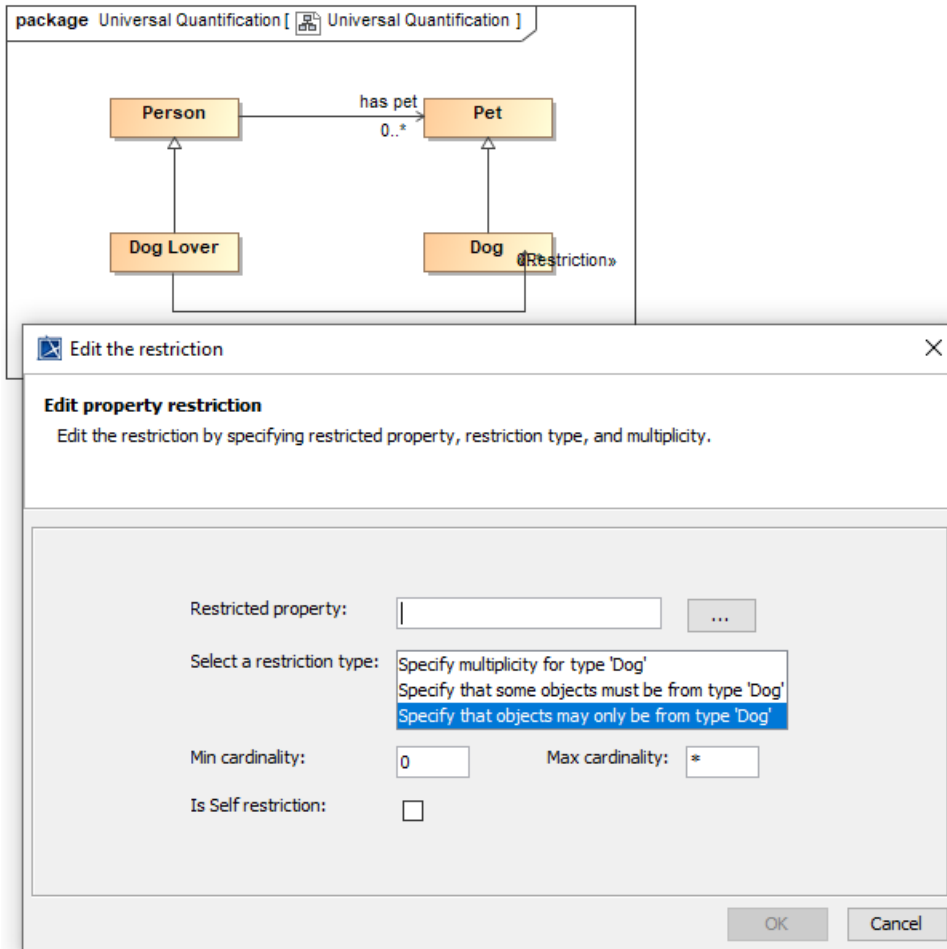 package Universal Quantification [ Universal Quantification ]
has pet
Person
Pet
0..*
Dog Lover
Dog
«Restriction»
Edit the restriction
Edit property restriction
Edit the restriction by specifying restricted property, restriction type, and multiplicity.
Restricted property:
...
Select a restriction type:
Specify multiplicity for type 'Dog'
Specify that some objects must be from type 'Dog'
Specify that objects may only be from type 'Dog'
Min cardinality:
0
Max cardinality:
*
Is Self restriction:
OK
Cancel